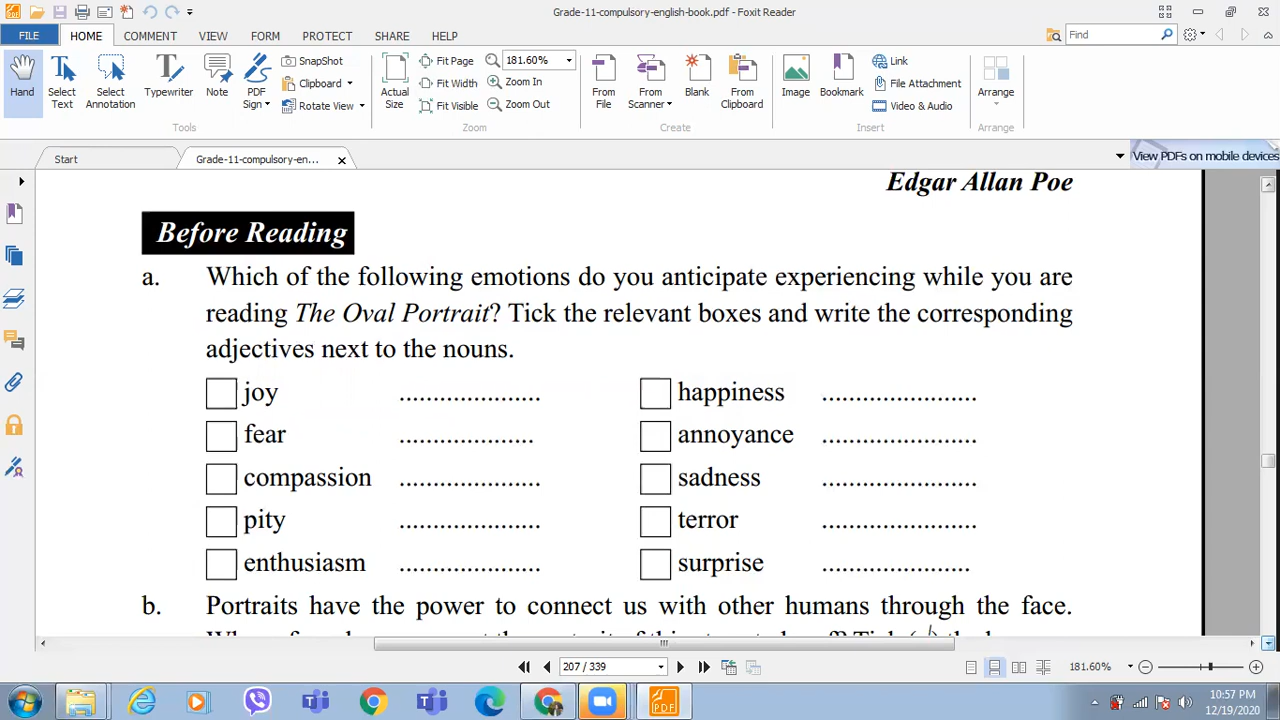 Grade-11-compulsory-english-book.pdf - Foxit Reader
FILE HOME COMMENT VIEW FORM PROTECT SHARE HELP Find
Hand Select Text Select Annotation Typewriter Note PDF Sign SnapShot Clipboard Rotate View
Tools
Actual Size Fit Page Fit Width Fit Visible 181.60% Zoom In Zoom Out
Zoom
From File From Scanner Blank From Clipboard
Create
Image Bookmark Link File Attachment Video & Audio
Insert
Arrange
Arrange
Start Grade-11-compulsory-en... View PDFs on mobile devices
Edgar Allan Poe
Before Reading
a. Which of the following emotions do you anticipate experiencing while you are
reading The Oval Portrait? Tick the relevant boxes and write the corresponding
adjectives next to the nouns.
joy ..................... happiness .......................
fear .................... annoyance .......................
compassion ..................... sadness .......................
pity ..................... terror .......................
enthusiasm ..................... surprise ......................
b. Portraits have the power to connect us with other humans through the face.
207 / 339 181.60%
10:57 PM
12/19/2020